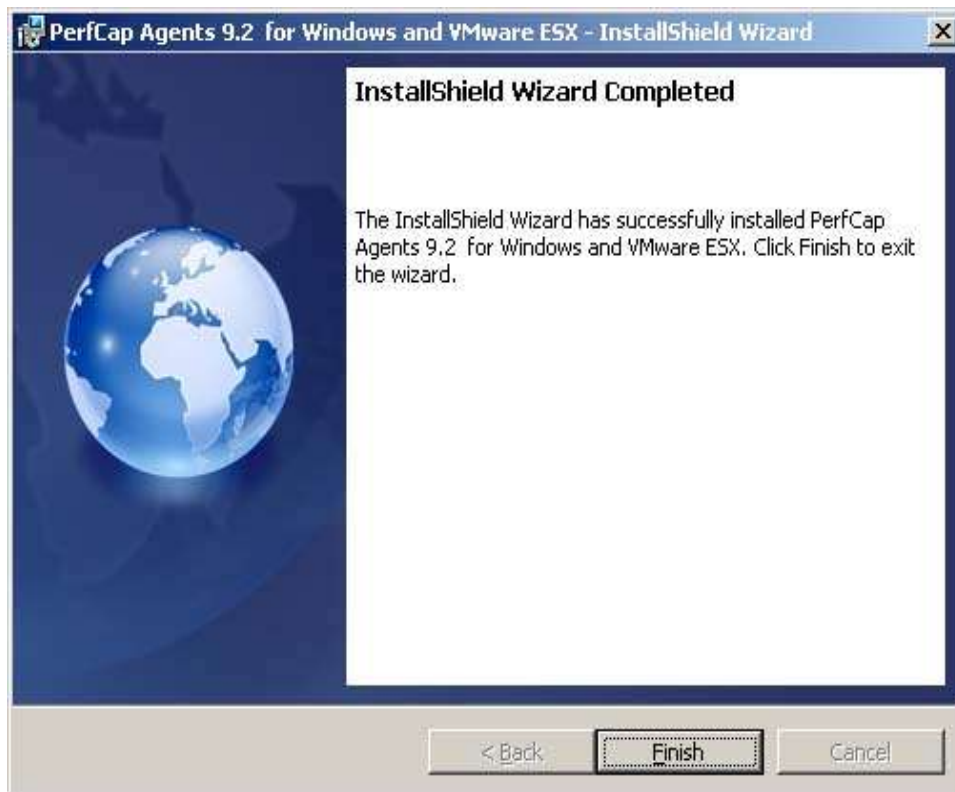 PerfCap Agents 9.2 for Windows and VMware ESX - InstallShield Wizard
InstallShield Wizard Completed
The InstallShield Wizard has successfully installed PerfCap
Agents 9.2 for Windows and VMware ESX. Click Finish to exit
the wizard.
< Back Finish Cancel